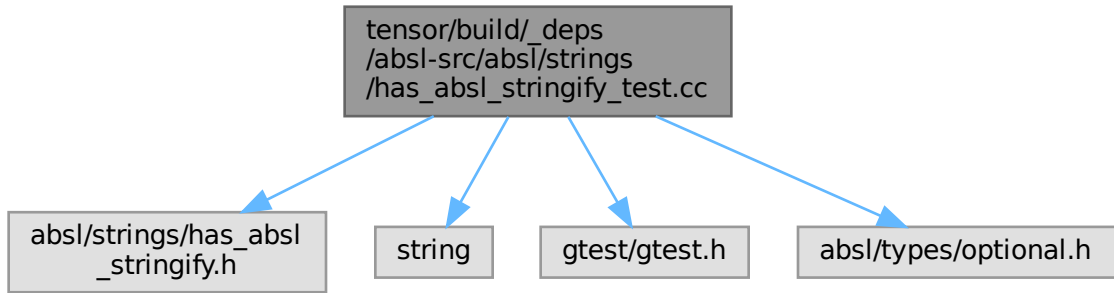 tensor/build/_deps
/absl-src/absl/strings
/has_absl_stringify_test.cc
absl/strings/has_absl
_stringify.h
string
gtest/gtest.h
absl/types/optional.h